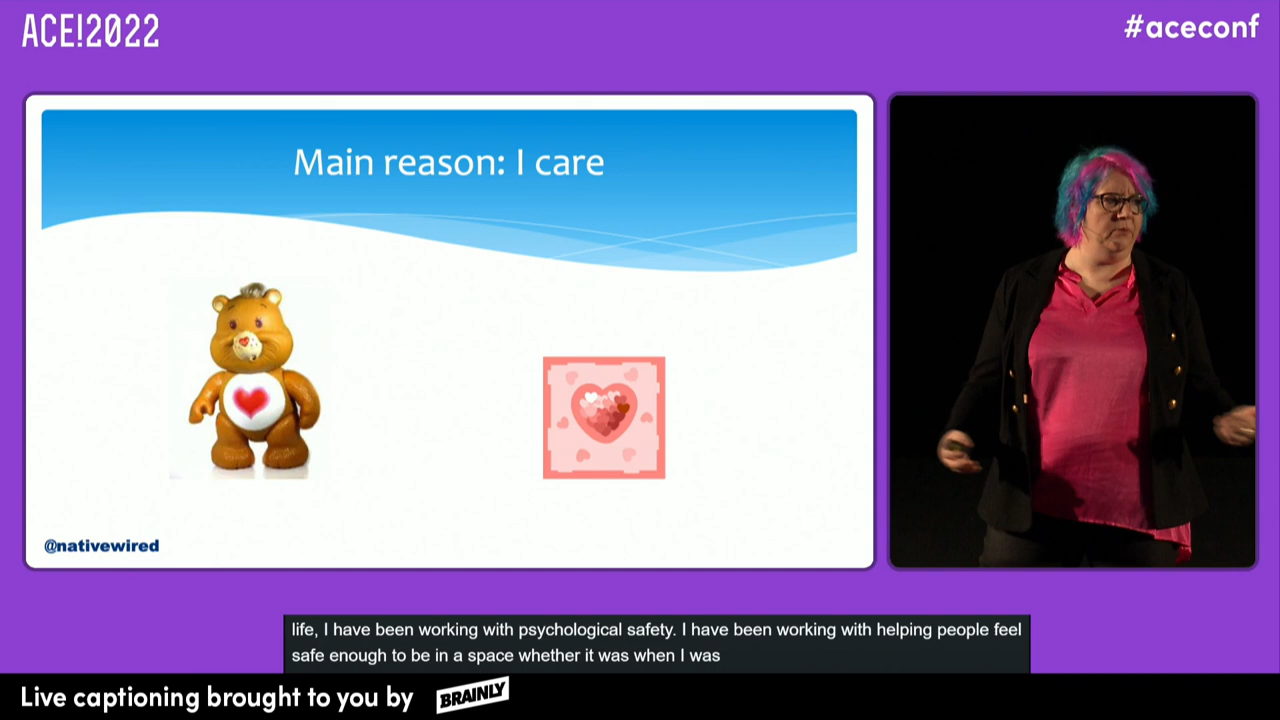 ACE!2022
#aceconf
Main reason: I care
@nativewired
life, I have been working with psychological safety. I have been working with helping people feel
safe enough to be in a space whether it was when I was
Live captioning brought to you by BRAINLY